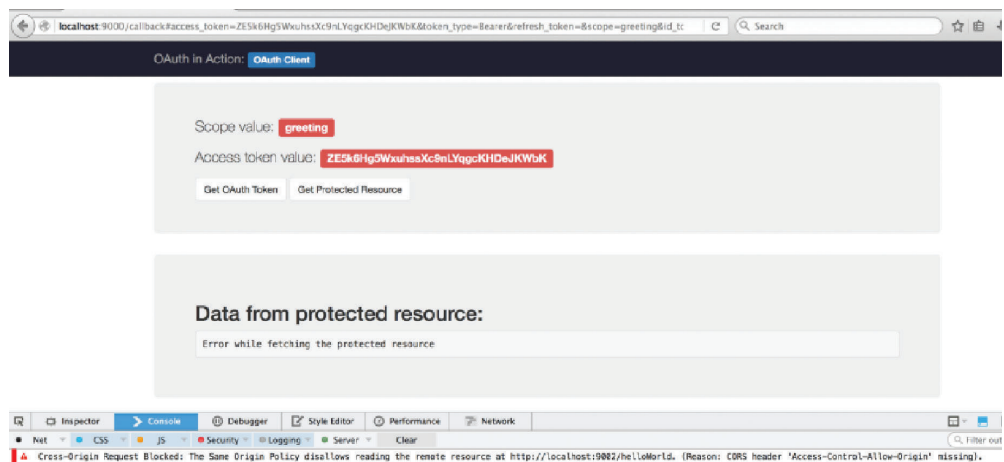 localhost:9000/callback#access_token=ZE5k6Hg5WxuhssXc9nLYqgcKHDeJKWbK&token_type=Bearer&refresh_token=&scope=greeting&id_tc Search
OAuth in Action: OAuth Client
Scope value: greeting
Access token value: ZE5k6Hg5WxuhssXc9nLYqgcKHDeJKWbK
Get OAuth Token Get Protected Resource
Data from protected resource:
Error while fetching the protected resource
Inspector Console Debugger Style Editor Performance Network
Net CSS JS Security Logging Server Clear Filter out
Cross-Origin Request Blocked: The Same Origin Policy disallows reading the remote resource at http://localhost:9002/helloWorld. (Reason: CORS header 'Access-Control-Allow-Origin' missing).